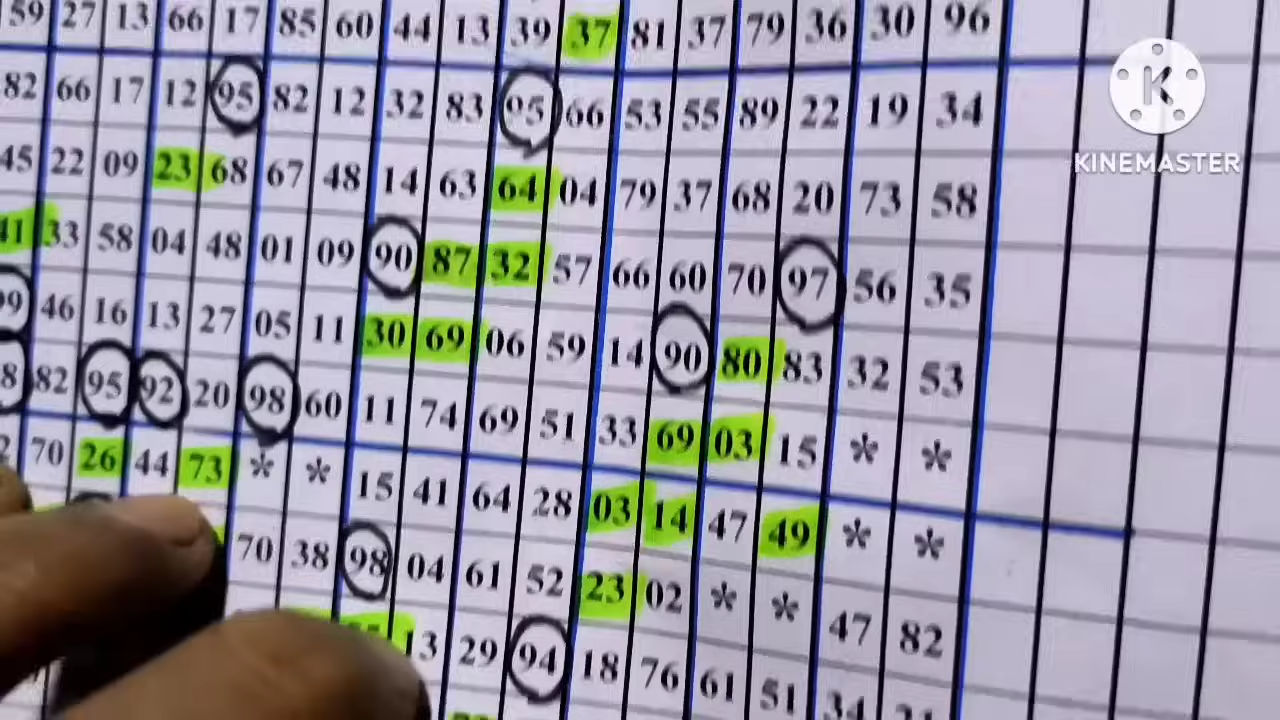 59 27 13 66 17 85 60 44 13 39 37 81 37 79 36 30 96
82 66 17 12 95 82 12 32 83 95 66 53 55 89 22 19 34
45 22 09 23 68 67 48 14 63 64 04 79 37 68 20 73 58
41 33 58 04 48 01 09 90 87 32 57 66 60 70 97 56 35
99 46 16 13 27 05 11 30 69 06 59 14 90 80 83 32 53
82 95 92 20 98 60 11 74 69 51 33 69 03 15 * *
70 26 44 73 * * 15 41 64 28 03 14 47 49 * *
70 38 98 04 61 52 23 02 * * 47 82
13 29 94 18 76 61 51 34
K
KINEMASTER